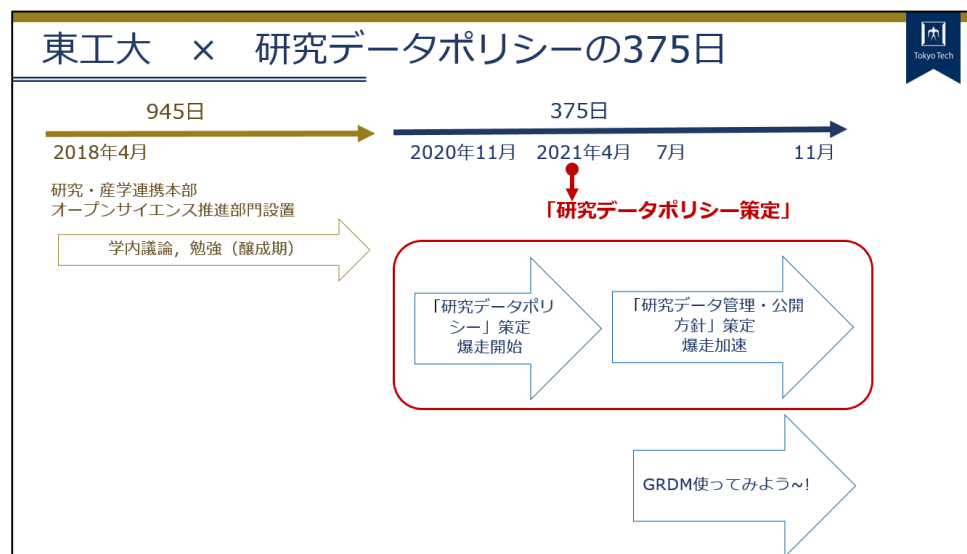 東工大 × 研究データポリシーの375日
Tokyo Tech
945日
375日
2018年4月
2020年11月
2021年4月
7月
11月
研究・産学連携本部
オープンサイエンス推進部門設置
「研究データポリシー策定」
学内議論，勉強（醸成期）
「研究データポリ
シー」策定
爆走開始
「研究データ管理・公開
方針」策定
爆走加速
GRDM使ってみよう~!